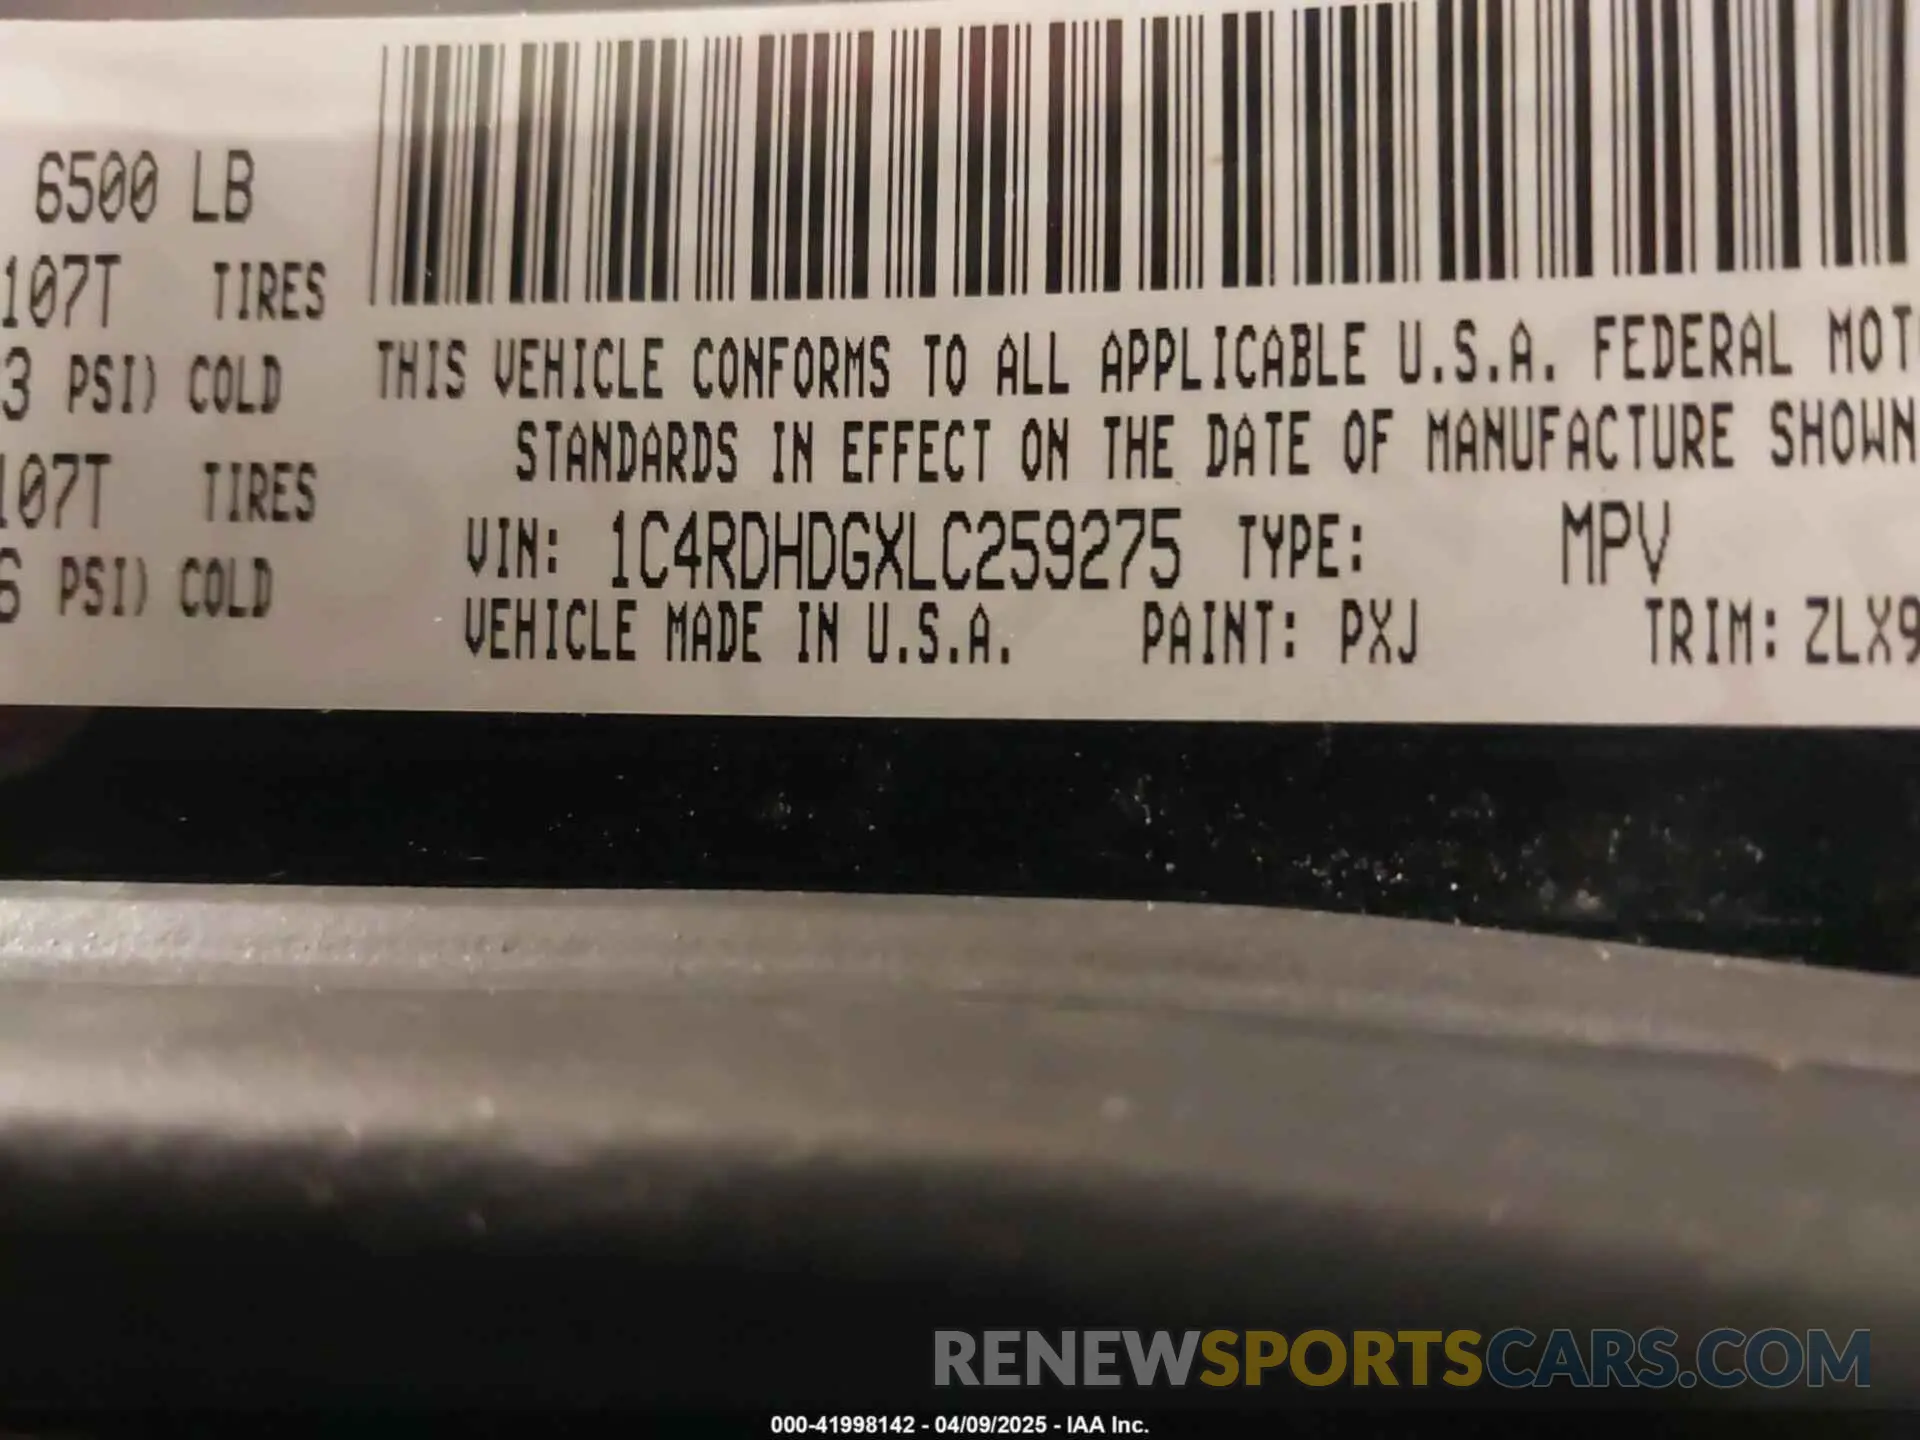 6500 LB
107T TIRES
3 PSI) COLD
107T TIRES
6 PSI) COLD
THIS VEHICLE CONFORMS TO ALL APPLICABLE U.S.A. FEDERAL MOT
STANDARDS IN EFFECT ON THE DATE OF MANUFACTURE SHOWN
VIN: 1C4RDHDGXLC259275 TYPE: MPV
VEHICLE MADE IN U.S.A. PAINT: PXJ TRIM: ZLX9
RENEWSPORTSCARS.COM
000-41998142 - 04/09/2025 - IAA Inc.